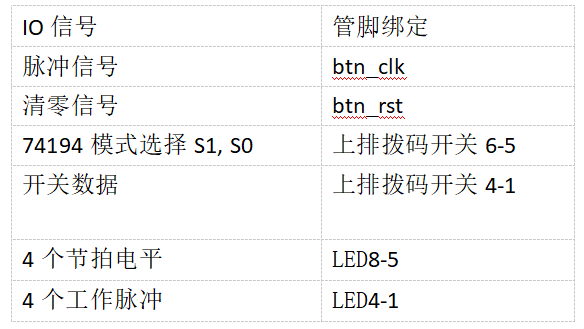 IO 信号 管脚绑定
脉冲信号 btn_clk
清零信号 btn_rst
74194 模式选择 S1, S0 上排拨码开关 6-5
开关数据 上排拨码开关 4-1
4 个节拍电平 LED8-5
4 个工作脉冲 LED4-1